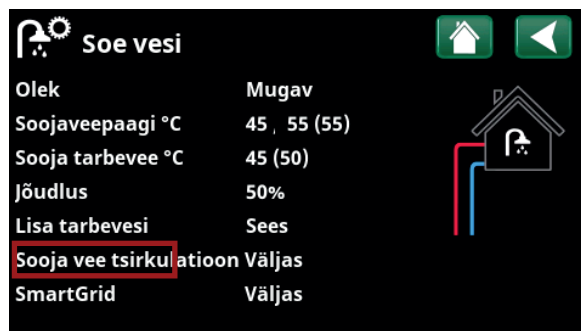 Soe vesi
Olek Mugav
Soojaveepaagi °C 45 , 55 (55)
Sooja tarbevee °C 45 (50)
Jõudlus 50%
Lisa tarbevesi Sees
Sooja vee tsirkulatioon Väljas
SmartGrid Väljas